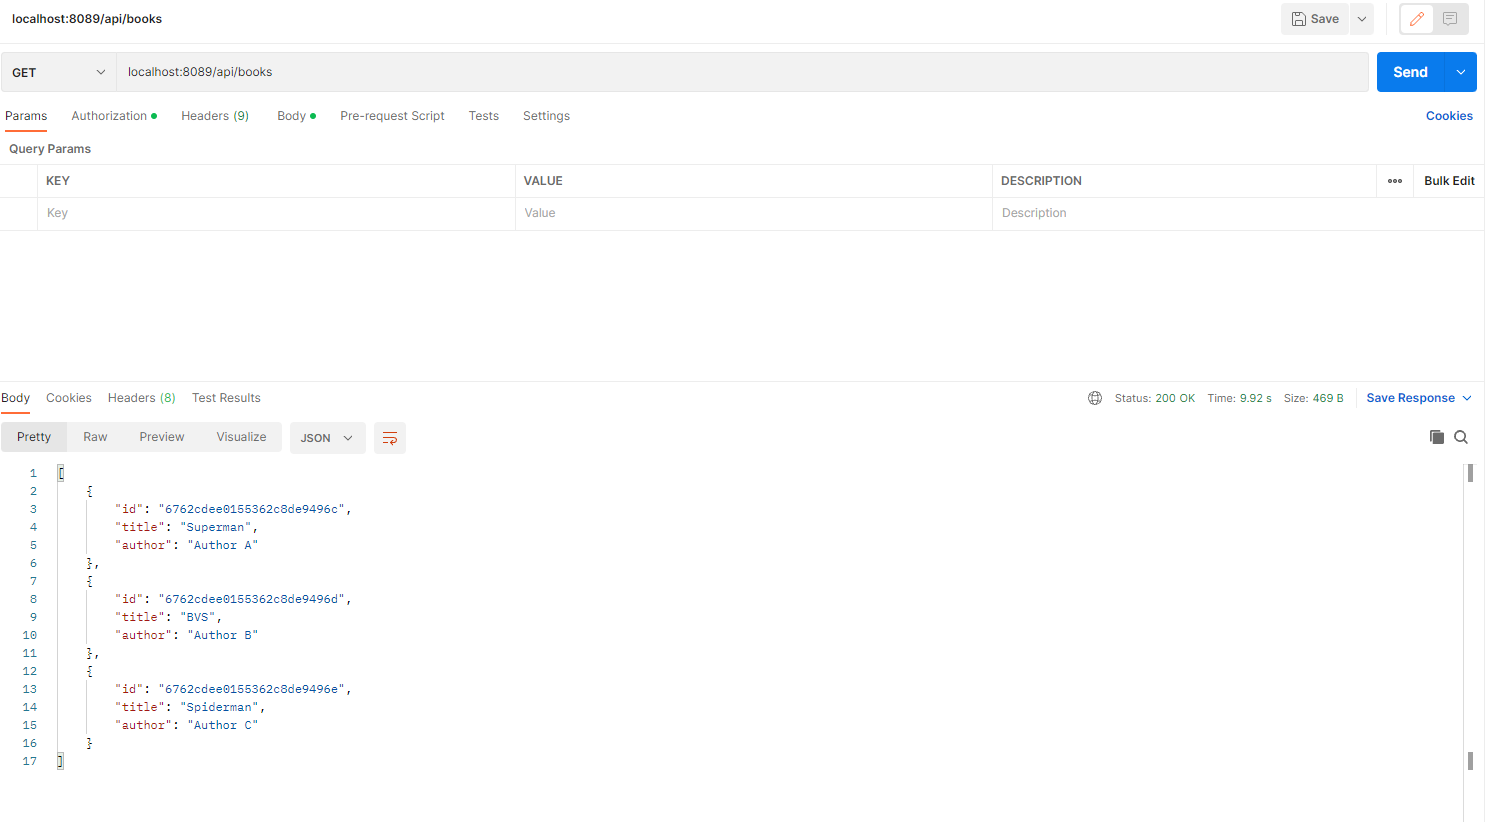 localhost:8089/api/books
Save
GET
localhost:8089/api/books
Send
Params Authorization Headers (9) Body Pre-request Script Tests Settings Cookies
Query Params
KEY VALUE DESCRIPTION ooo Bulk Edit
Key Value Description
Body Cookies Headers (8) Test Results Status: 200 OK Time: 9.92 s Size: 469 B Save Response
Pretty Raw Preview Visualize JSON
1 [
2 {
3 "id": "6762cdee0155362c8de9496c",
4 "title": "Superman",
5 "author": "Author A"
6 },
7 {
8 "id": "6762cdee0155362c8de9496d",
9 "title": "BVS",
10 "author": "Author B"
11 },
12 {
13 "id": "6762cdee0155362c8de9496e",
14 "title": "Spiderman",
15 "author": "Author C"
16 }
17 ]